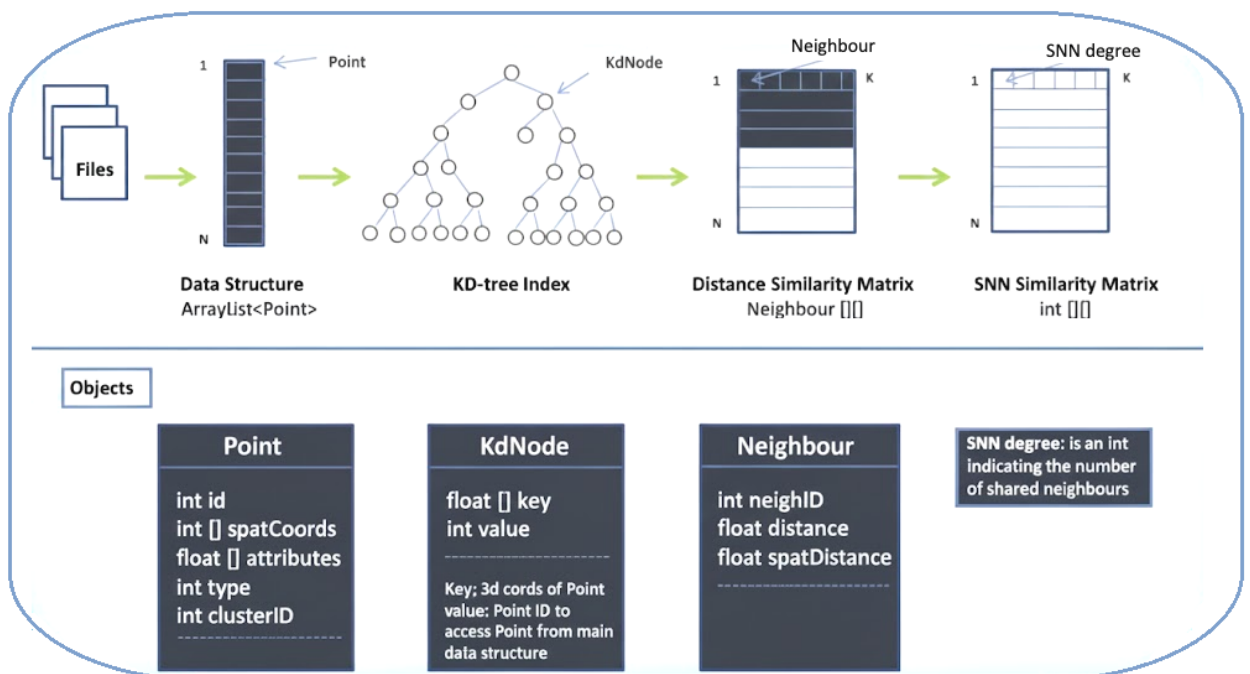 Neighbour
SNN degree
1
Point
KdNode
1
K
1
K
Files
N
N
N
Data Structure
ArrayList<Point>
KD-tree Index
Distance Similarity Matrix
Neighbour [][]
SNN Similarity Matrix
int [][]
Objects
Point
int id
int [] spatCoords
float [] attributes
int type
int clusterID
KdNode
float [] key
int value
Key; 3d cords of Point
value: Point ID to
access Point from main
data structure
Neighbour
int neighID
float distance
float spatDistance
SNN degree: is an int
indicating the number
of shared neighbours